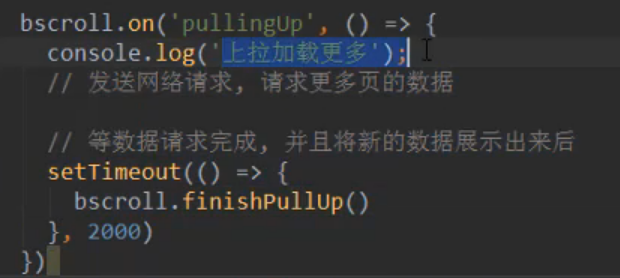 bscroll.on('pullingUp', () => {
console.log('上拉加载更多');
// 发送网络请求, 请求更多页的数据
// 等数据请求完成, 并且将新的数据展示出来后
setTimeout(() => {
bscroll.finishPullUp()
}, 2000)
})